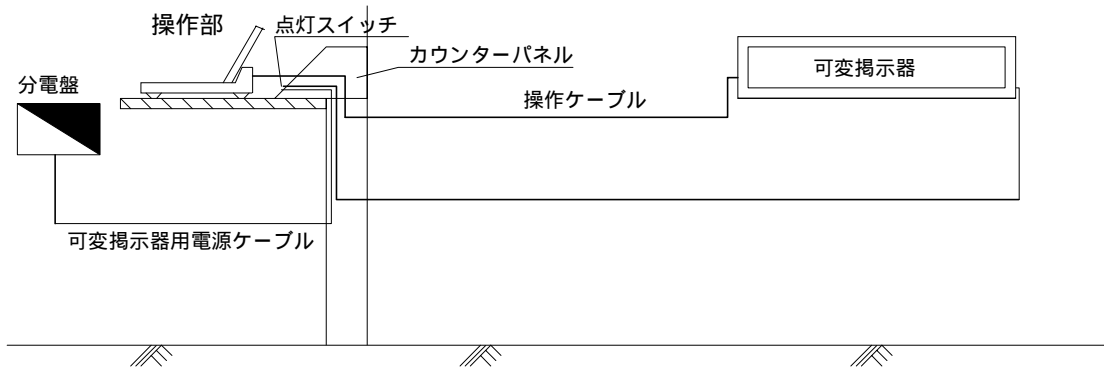 操作部
点灯スイッチ
カウンターパネル
可変掲示器
分電盤
操作ケーブル
可変掲示器用電源ケーブル